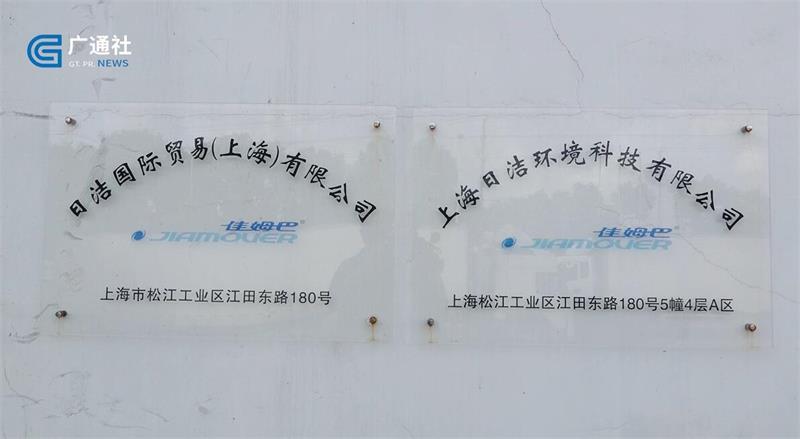 广通社
GT. PR. NEWS
日洁国际贸易(上海)有限公司
佳姆巴®
JIAMOVER
上海市松江工业区江田东路180号
上海日洁环境科技有限公司
佳姆巴®
JIAMOVER
上海松江工业区江田东路180号5幢4层A区